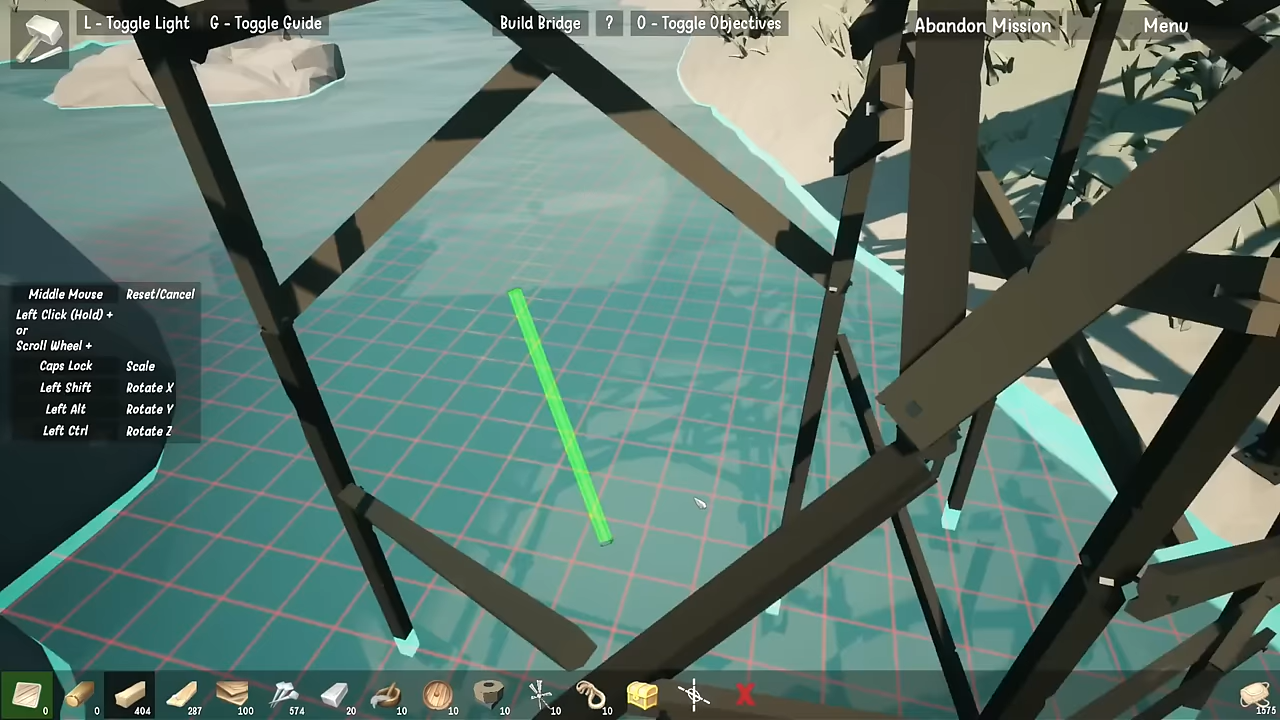 L - Toggle Light G - Toggle Guide Build Bridge ? O - Toggle Objectives Abandon Mission Menu
Middle Mouse Reset/Cancel
Left Click (Hold) +
or
Scroll Wheel +
Caps Lock Scale
Left Shift Rotate X
Left Alt Rotate Y
Left Ctrl Rotate Z
0 0 404 287 100 574 20 10 10 10 10 10 1575